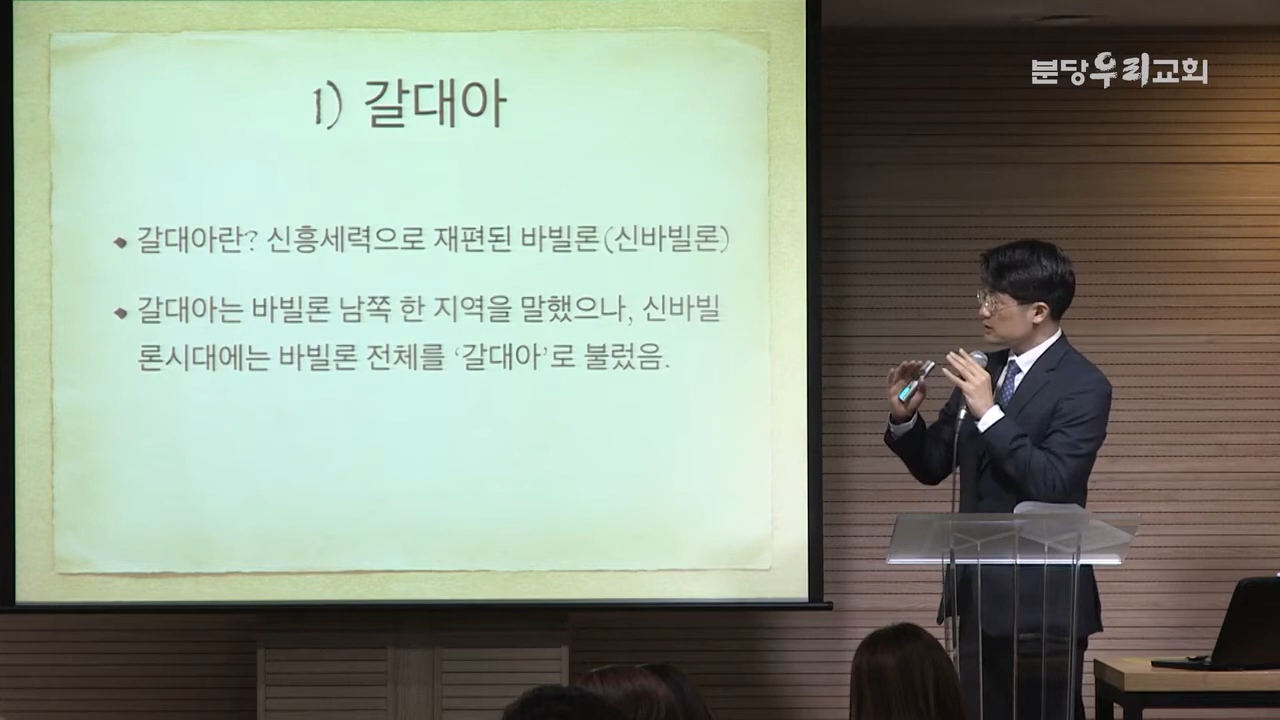 분당우리교회
1) 갈대아
갈대아란? 신흥세력으로 재편된 바빌론(신바빌론)
갈대아는 바빌론 남쪽 한 지역을 말했으나, 신바빌
론시대에는 바빌론 전체를 ‘갈대아’로 불렀음.